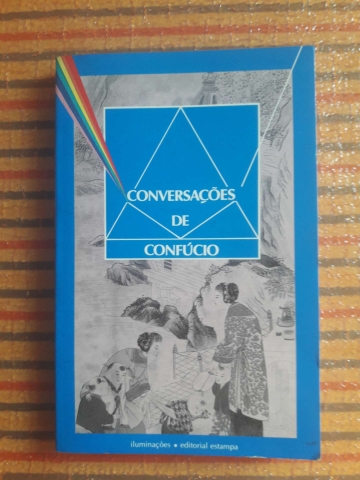 CONVERSAÇÕES
DE
CONFÚCIO
iluminações • editorial estampa